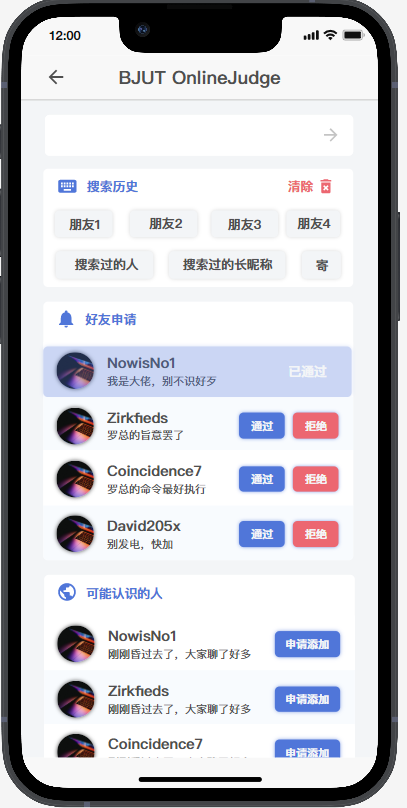 12:00
BJUT OnlineJudge
搜索历史 清除
朋友1 朋友2 朋友3 朋友4
搜索过的人 搜索过的长昵称 寄
好友申请
NowisNo1 已通过
我是大佬，别不识好歹
Zirkfieds
罗总的旨意罢了 通过 拒绝
Coincidence7
罗总的命令最好执行 通过 拒绝
David205x
别发电，快加 通过 拒绝
可能认识的人
NowisNo1
刚刚昏过去了，大家聊了好多 申请添加
Zirkfieds
刚刚昏过去了，大家聊了好多 申请添加
Coincidence7
申请添加